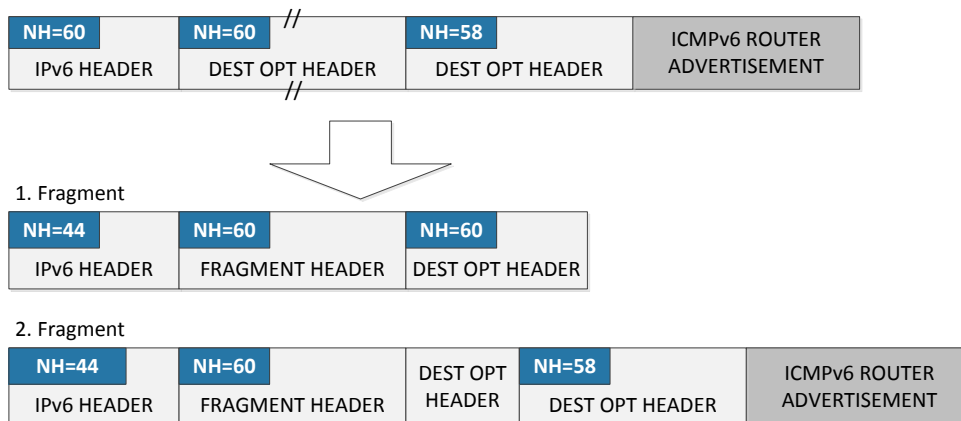 NH=60 NH=60 // NH=58
IPv6 HEADER DEST OPT HEADER DEST OPT HEADER ICMPv6 ROUTER
ADVERTISEMENT
//
1. Fragment
NH=44 NH=60 NH=60
IPv6 HEADER FRAGMENT HEADER DEST OPT HEADER
2. Fragment
NH=44 NH=60 DEST OPT NH=58 ICMPv6 ROUTER
IPv6 HEADER FRAGMENT HEADER HEADER DEST OPT HEADER ADVERTISEMENT